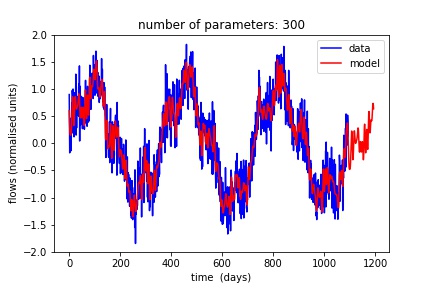 number of parameters: 300
data
model
flows (normalised units)
2.0
1.5
1.0
0.5
0.0
−0.5
−1.0
−1.5
−2.0
0 200 400 600 800 1000 1200
time (days)